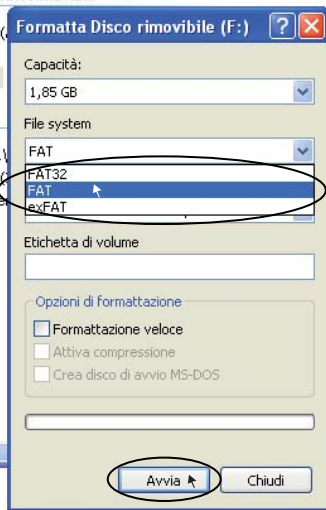 Formatta Disco rimovibile (F:)
Capacità:
1,85 GB
File system
FAT
FAT32
FAT
exFAT
Etichetta di volume
Opzioni di formattazione
Formattazione veloce
Attiva compressione
Crea disco di avvio MS-DOS
Avvia
Chiudi